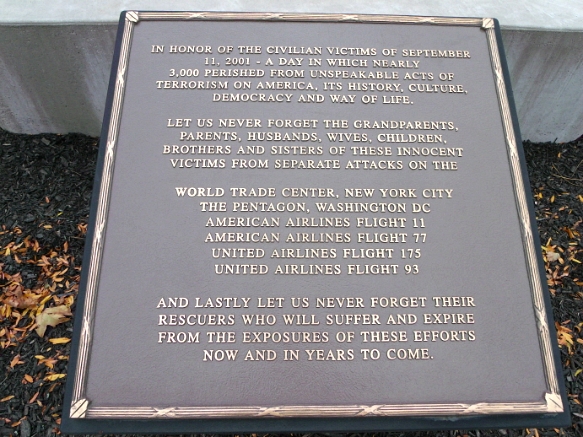 IN HONOR OF THE CIVILIAN VICTIMS OF SEPTEMBER
11, 2001 - A DAY IN WHICH NEARLY
3,000 PERISHED FROM UNSPEAKABLE ACTS OF
TERRORISM ON AMERICA, ITS HISTORY, CULTURE,
DEMOCRACY AND WAY OF LIFE.
LET US NEVER FORGET THE GRANDPARENTS,
PARENTS, HUSBANDS, WIVES, CHILDREN,
BROTHERS AND SISTERS OF THESE INNOCENT
VICTIMS FROM SEPARATE ATTACKS ON THE
WORLD TRADE CENTER, NEW YORK CITY
THE PENTAGON, WASHINGTON DC
AMERICAN AIRLINES FLIGHT 11
AMERICAN AIRLINES FLIGHT 77
UNITED AIRLINES FLIGHT 175
UNITED AIRLINES FLIGHT 93
AND LASTLY LET US NEVER FORGET THEIR
RESCUERS WHO WILL SUFFER AND EXPIRE
FROM THE EXPOSURES OF THESE EFFORTS
NOW AND IN YEARS TO COME.